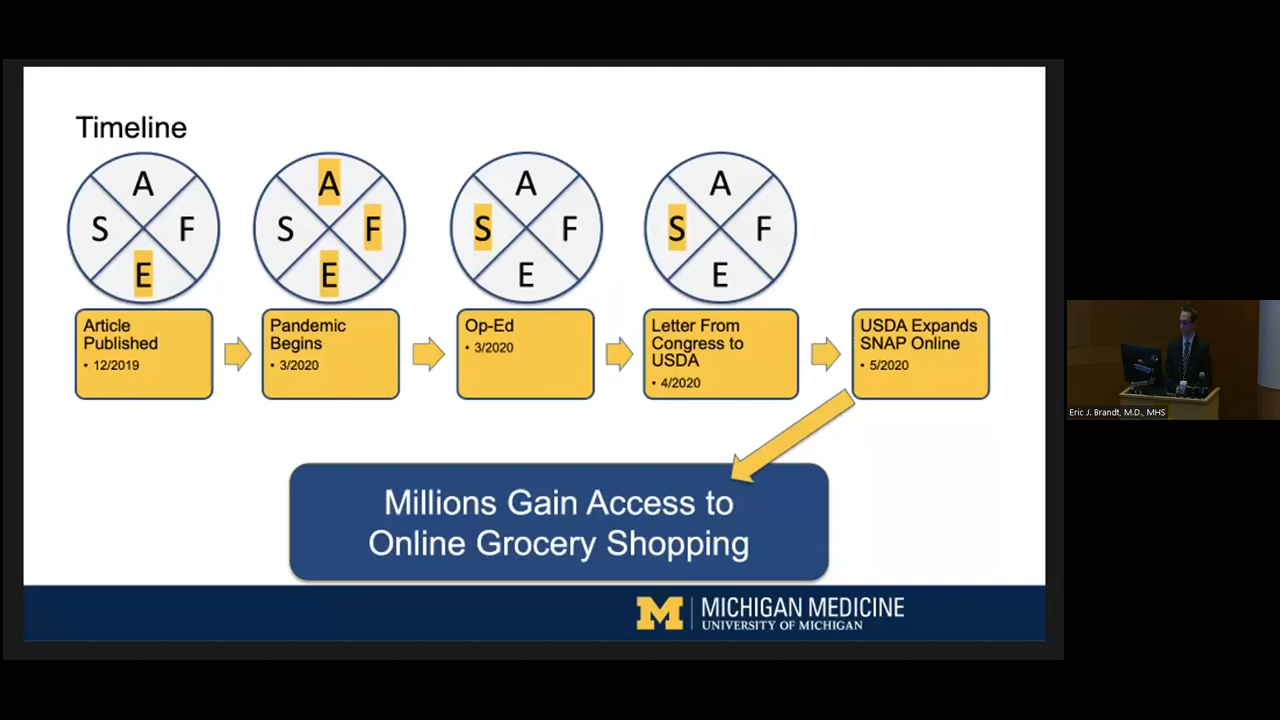 Timeline
A
S F
E
A
S F
E
A
S F
E
A
S F
E
Article
Published
• 12/2019
Pandemic
Begins
• 3/2020
Op-Ed
• 3/2020
Letter From
Congress to
USDA
• 4/2020
USDA Expands
SNAP Online
• 5/2020
Millions Gain Access to
Online Grocery Shopping
M MICHIGAN MEDICINE
UNIVERSITY OF MICHIGAN
Eric J. Brandt, M.D., MHS